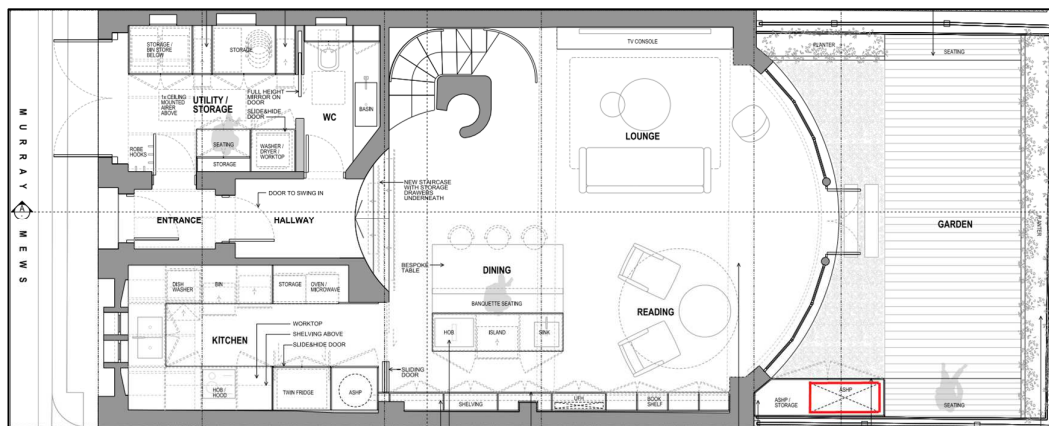 MURRAY MEWS
A
STORAGE /
BIN STORE
BELOW
STORAGE
1x CEILING
MOUNTED
AIRER
ABOVE
UTILITY /
STORAGE
FULL HEIGHT
MIRROR ON
DOOR
SLIDE&HIDE
DOOR
WC
BASIN
ROBE
HOOKS
SEATING
STORAGE
WASHER /
DRYER /
WORKTOP
DOOR TO SWING IN
ENTRANCE
HALLWAY
NEW STAIRCASE
WITH STORAGE
DRAWERS
UNDERNEATH
TV CONSOLE
LOUNGE
PLANTER
SEATING
GARDEN
PLANTER
BESPOKE
TABLE
DINING
BANQUETTE SEATING
HOB
ISLAND
SINK
READING
DISH
WASHER
BIN
STORAGE
OVEN /
MICROWAVE
KITCHEN
WORKTOP
SHELVING ABOVE
SLIDE&HIDE DOOR
SLIDING
DOOR
HOB /
HOOD
TWIN FRIDGE
ASHP
SHELVING
UFH
BOOK
SHELF
ASHP /
STORAGE
ASHP
SEATING